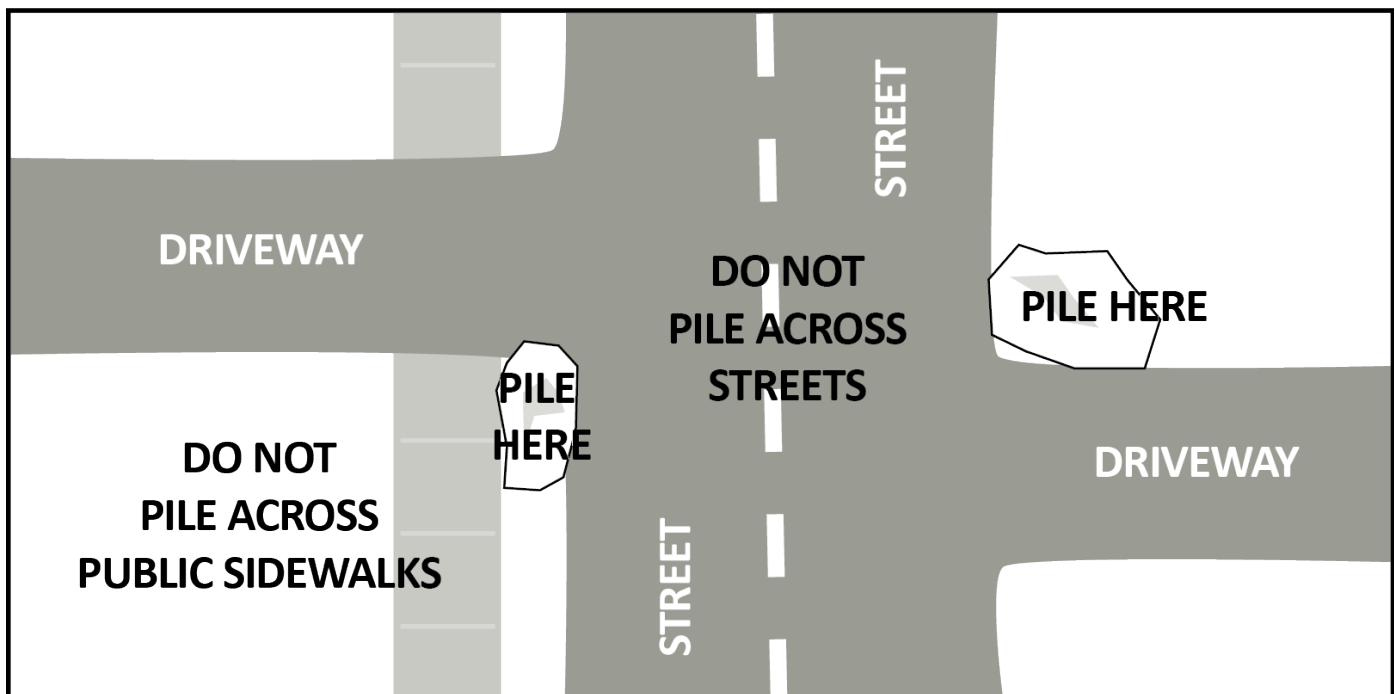 STREET
DRIVEWAY
DO NOT
PILE ACROSS
STREETS
PILE HERE
PILE
HERE
DO NOT
PILE ACROSS
PUBLIC SIDEWALKS
DRIVEWAY
STREET